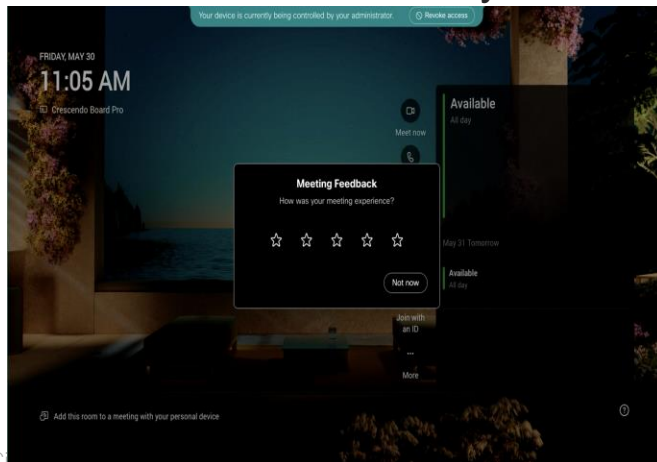 Your device is currently being controlled by your administrator.
Revoke access
FRIDAY, MAY 30
11:05 AM
Crescendo Board Pro
Meet now
Available
All day
Meeting Feedback
How was your meeting experience?
Not now
May 31 Tomorrow
Available
All day
Join with
an ID
More
Add this room to a meeting with your personal device